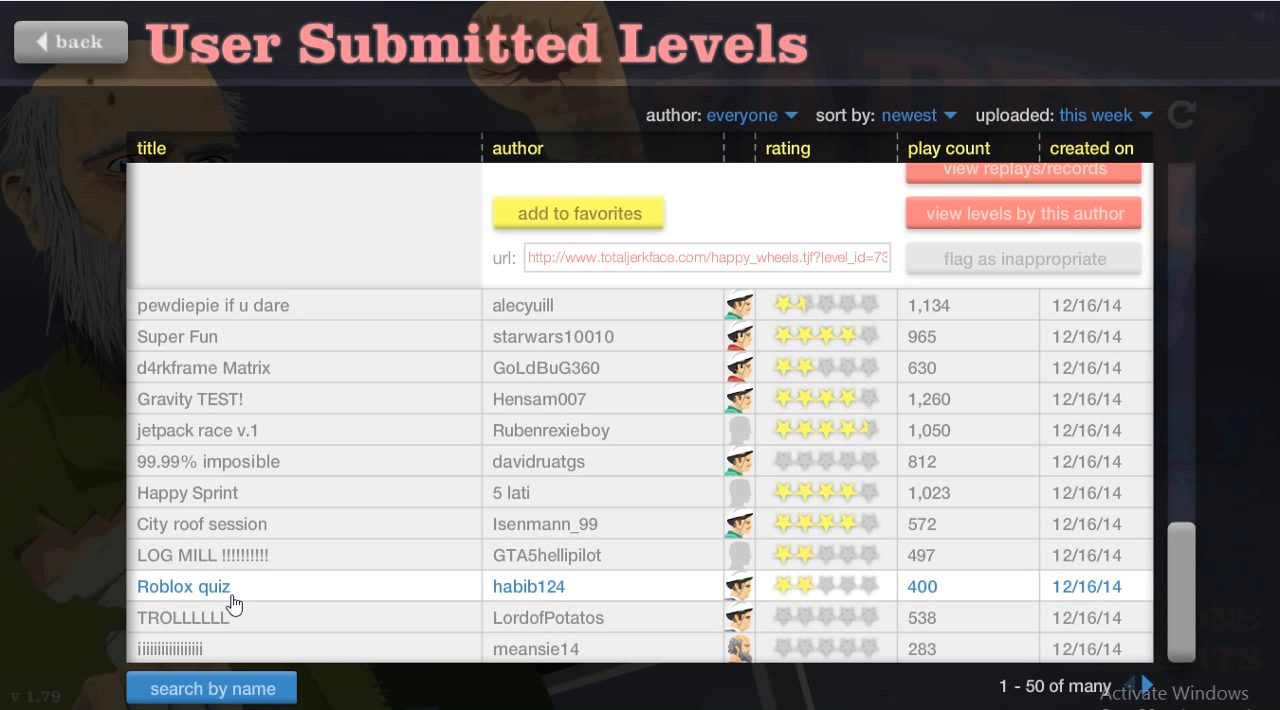 back
User Submitted Levels
author: everyone sort by: newest uploaded: this week
title author rating play count created on
view replays/records
add to favorites view levels by this author
url: http://www.totaljerkface.com/happy_wheels.tjf?level_id=73 flag as inappropriate
pewdiepie if u dare alecyuill 1,134 12/16/14
Super Fun starwars10010 965 12/16/14
d4rkframe Matrix GoLdBuG360 630 12/16/14
Gravity TEST! Hensam007 1,260 12/16/14
jetpack race v.1 Rubenrexieboy 1,050 12/16/14
99.99% imposible davidruatgs 812 12/16/14
Happy Sprint 5 lati 1,023 12/16/14
City roof session Isenmann_99 572 12/16/14
LOG MILL !!!!!!!!!! GTA5hellipilot 497 12/16/14
Roblox quiz habib124 400 12/16/14
TROLLLLLL LordofPotatos 538 12/16/14
meansie14 283 12/16/14
search by name 1 - 50 of many
v 1.79 Activate Windows